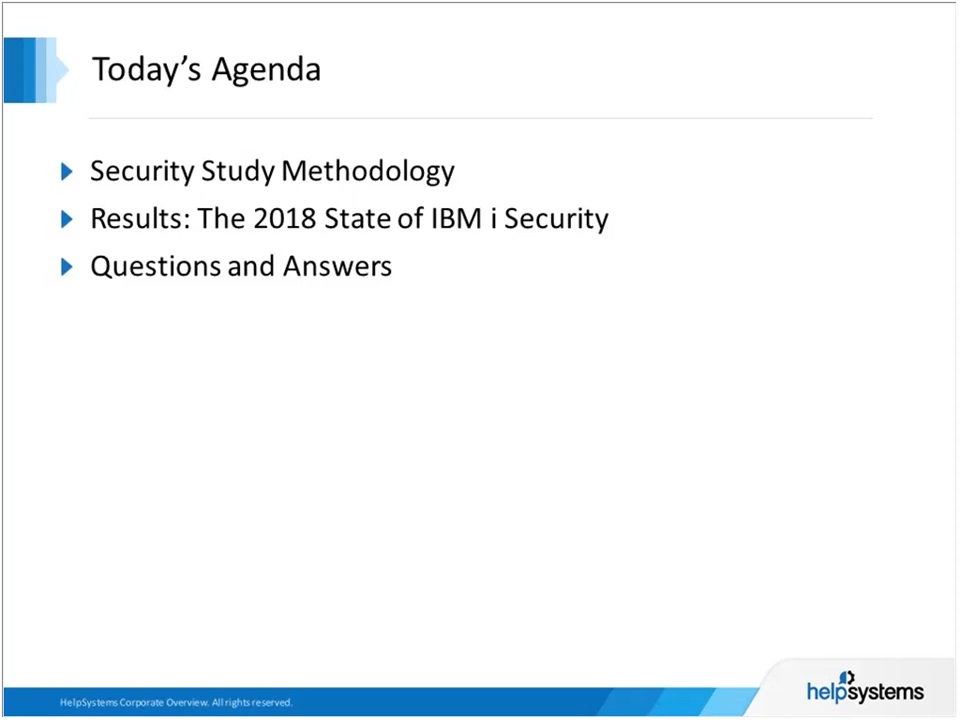 Today’s Agenda
Security Study Methodology
Results: The 2018 State of IBM i Security
Questions and Answers
HelpSystems Corporate Overview. All rights reserved.
helpsystems